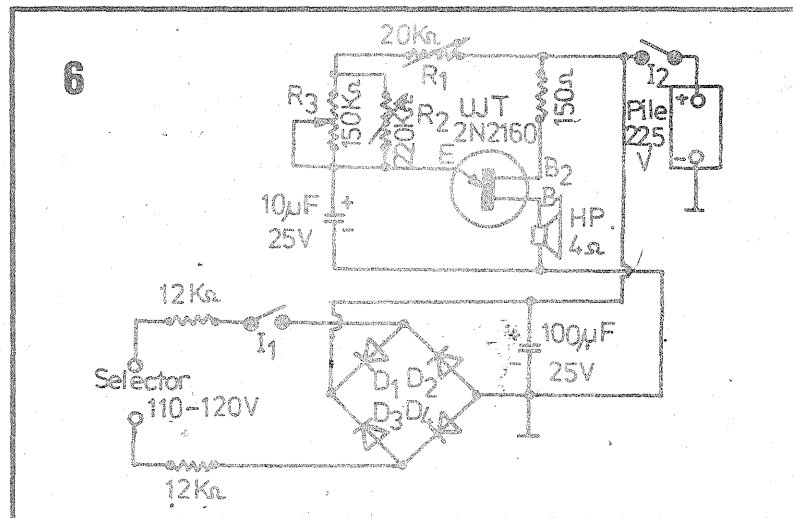 6
20KΩ
R1
R3
150KΩ
220KΩ
R2
UJT
2N2160
150Ω
I2
Pile
22,5
V
+
-
E
B2
B
10µF
25V
+
-
HP
4Ω
12KΩ
I1
Selector
110-120V
12KΩ
D1
D2
D3
D4
+
-
100µF
25V